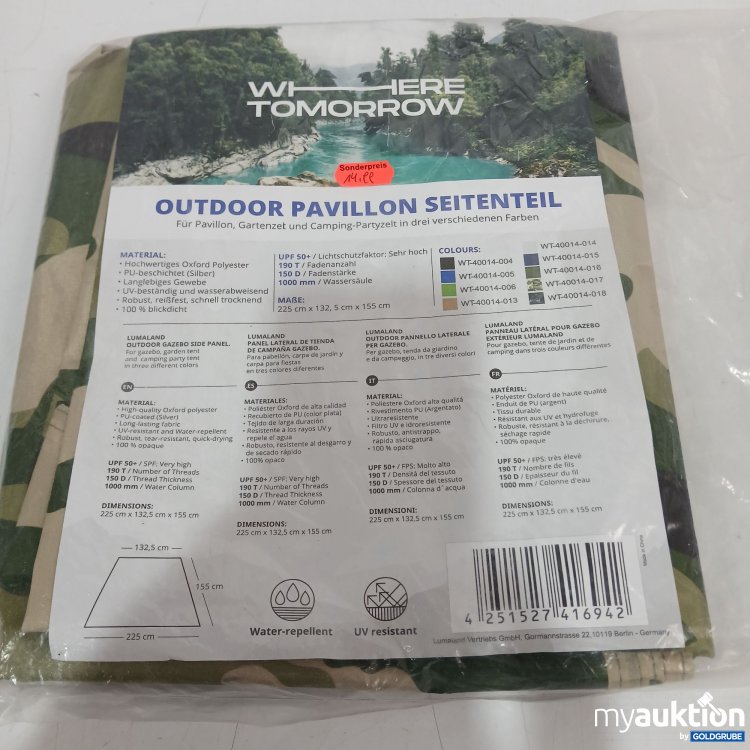 WHERE
TOMORROW
Sonderpreis
OUTDOOR PAVILLON SEITENTEIL
Für Pavillon, Gartenzet und Camping-Partyzelt in drei verschiedenen Farben
MATERIAL:
• Hochwertiges Oxford Polyester
• PU-beschichtet (Silber)
• Langlebiges Gewebe
• UV-beständig und wasserabweisend
• Robust, reißfest, schnell trocknend
• 100 % blickdicht
UPF 50+ / Lichtschutzfaktor: Sehr hoch
190 T / Fadenanzahl
150 D / Fadenstärke
1000 mm / Wassersäule
MAßE:
225 cm x 132, 5 cm x 155 cm
COLOURS:
WT-40014-004
WT-40014-005
WT-40014-006
WT-40014-013
WT-40014-014
WT-40014-015
WT-40014-016
WT-40014-017
WT-40014-018
LUMALAND
OUTDOOR GAZEBO SIDE PANEL.
For gazebo, garden tent
and camping party tent
in three different colors
EN
MATERIAL:
• High-quality Oxford polyester
• PU-coated (Silver)
• Long-lasting fabric
• UV-resistant and Water-repellent
• Robust, tear-resistant, quick-drying
• 100 % opaque
UPF 50+ / SPF: Very high
190 T / Number of Threads
150 D / Thread Thickness
1000 mm / Water Column
DIMENSIONS:
225 cm x 132,5 cm x 155 cm
LUMALAND
PANEL LATERAL DE TIENDA
DE CAMPAÑA GAZEBO.
Para pabellón, carpa de jardín y
carpa para fiestas
en tres colores diferentes
ES
MATERIALES:
• Poliéster Oxford de alta calidad
• Recubierto de PU (color plata)
• Tejido de larga duración
• Resistente a los rayos UV y
repele el agua
• Robusto, resistente al desgarro y
de secado rápido
• 100% opaco
UPF 50+ / SPF: Very high
190 T / Number of Threads
150 D / Thread Thickness
1000 mm / Water Column
DIMENSIONS:
225 cm x 132,5 cm x 155 cm
LUMALAND
OUTDOOR PANNELLO LATERALE
PER GAZEBO.
Per gazebo, tenda da giardino
e da campeggio, in tre diversi colori
IT
MATERIAL:
• Poliestere Oxford alta qualità
• Rivestimento PU (Argentato)
• Ultraresistente
• Filtro UV e idroresistente
• Robusto, antistrappo,
rapida asciugatura
• 100 % opaco
UPF 50+ / FPS: Molto alto
190 T / Densità del tessuto
150 D / Spessore del tessuto
1000 mm / Colonna d´acqua
DIMENSIONI:
225 cm x 132,5 cm x 155 cm
LUMALAND
PANNEAU LATÉRAL POUR GAZEBO
EXTÉRIEUR LUMALAND
Pour gazebo, tente de jardin et de
camping dans trois couleurs différents
FR
MATÉRIEL:
• Polyester Oxford de haute qualité
• Enduit de PU (argent)
• Tissu durable
• Résistant aux UV et hydrofuge
• Robuste, résistant à la déchirure,
séchage rapide
• 100% opaque
UPF 50+ / FPS: très élevé
190 T / Nombre de fils
150 D / Epaisseur du fil
1000 mm / Colonne d'eau
DIMENSIONS:
225 cm x 132,5 cm x 155 cm
132,5 cm
155 cm
225 cm
Water-repellent
UV resistant
Made in China
4 251527 416942
Lumaland Vertriebs GmbH, Gormannstrasse 22,10119 Berlin - Germany
myauktion
by GOLDGRUBE